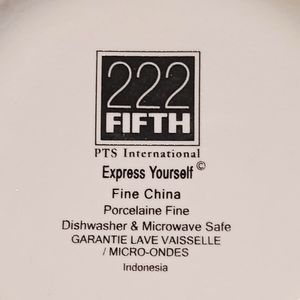 222
FIFTH
PTS International
Express Yourself ©
Fine China
Porcelaine Fine
Dishwasher & Microwave Safe
GARANTIE LAVE VAISSELLE
/ MICRO-ONDES
Indonesia